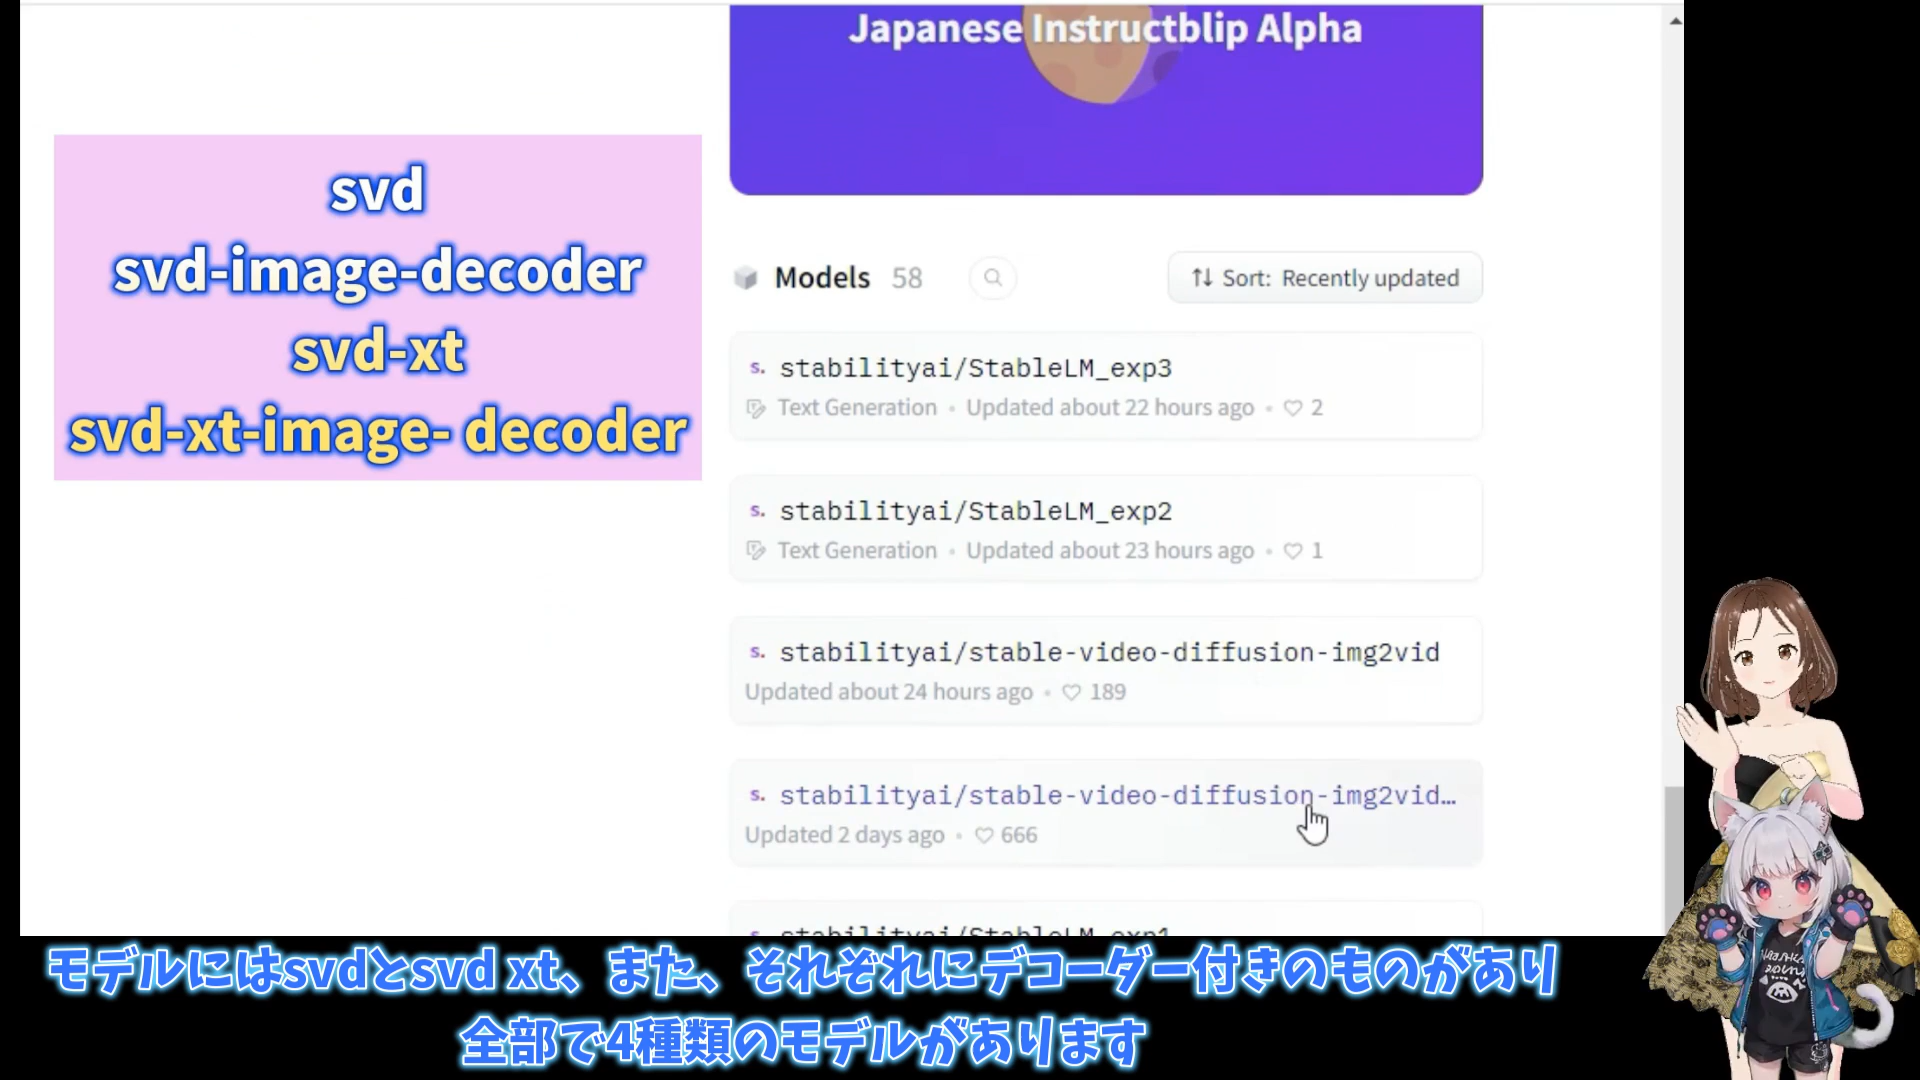 Japanese Instructblip Alpha
svd
svd-image-decoder
svd-xt
svd-xt-image- decoder
Models 58
Sort: Recently updated
s. stabilityai/StableLM_exp3
Text Generation • Updated about 22 hours ago • 2
s. stabilityai/StableLM_exp2
Text Generation • Updated about 23 hours ago • 1
s. stabilityai/stable-video-diffusion-img2vid
Updated about 24 hours ago • 189
s. stabilityai/stable-video-diffusion-img2vid…
Updated 2 days ago • 666
stabilityai/StableLM_exp1
モデルにはsvdとsvd xt、また、それぞれにデコーダー付きのものがあり
全部で4種類のモデルがあります